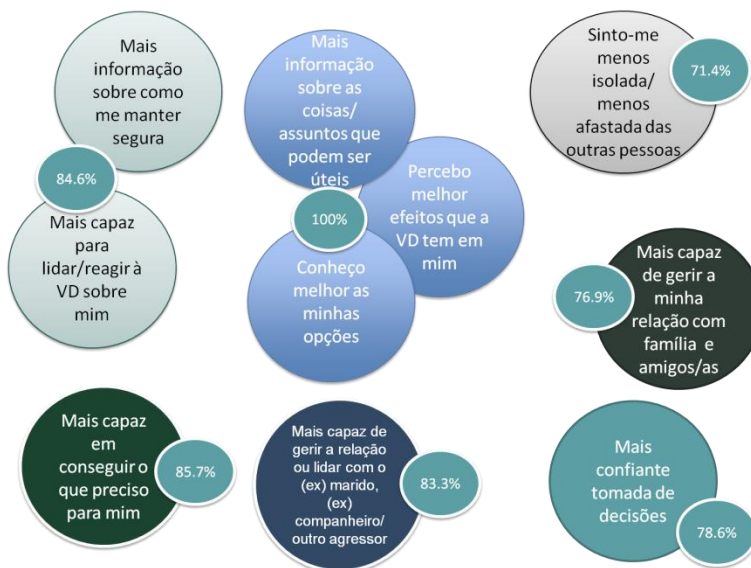 Mais
informação
sobre como
me manter
segura
84.6%
Mais capaz
para
lidar/reagir à
VD sobre
mim
Mais
informação
sobre as
coisas/
assuntos que
podem ser
úteis
Percebo
melhor
efeitos que a
VD tem em
mim
100%
Conheço
melhor as
minhas
opções
Sinto-me
menos
isolada/
menos
afastada das
outras pessoas
71.4%
Mais capaz
de gerir a
minha
relação com
família e
amigos/as
76.9%
Mais capaz
em
conseguir o
que preciso
para mim
85.7%
Mais capaz de
gerir a relação
ou lidar com o
(ex) marido,
(ex)
companheiro/
outro agressor
83.3%
Mais
confiante
tomada de
decisões
78.6%